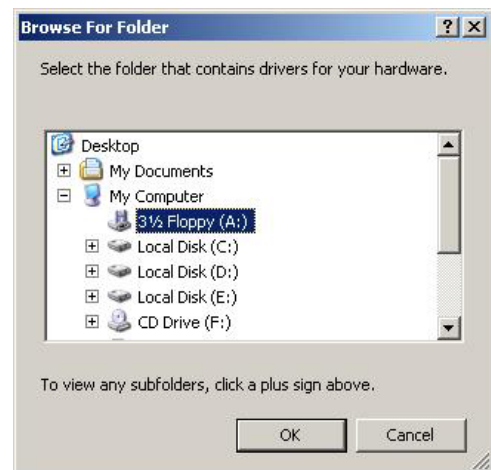 Browse For Folder
Select the folder that contains drivers for your hardware.
Desktop
My Documents
My Computer
3½ Floppy (A:)
Local Disk (C:)
Local Disk (D:)
Local Disk (E:)
CD Drive (F:)
To view any subfolders, click a plus sign above.
OK Cancel